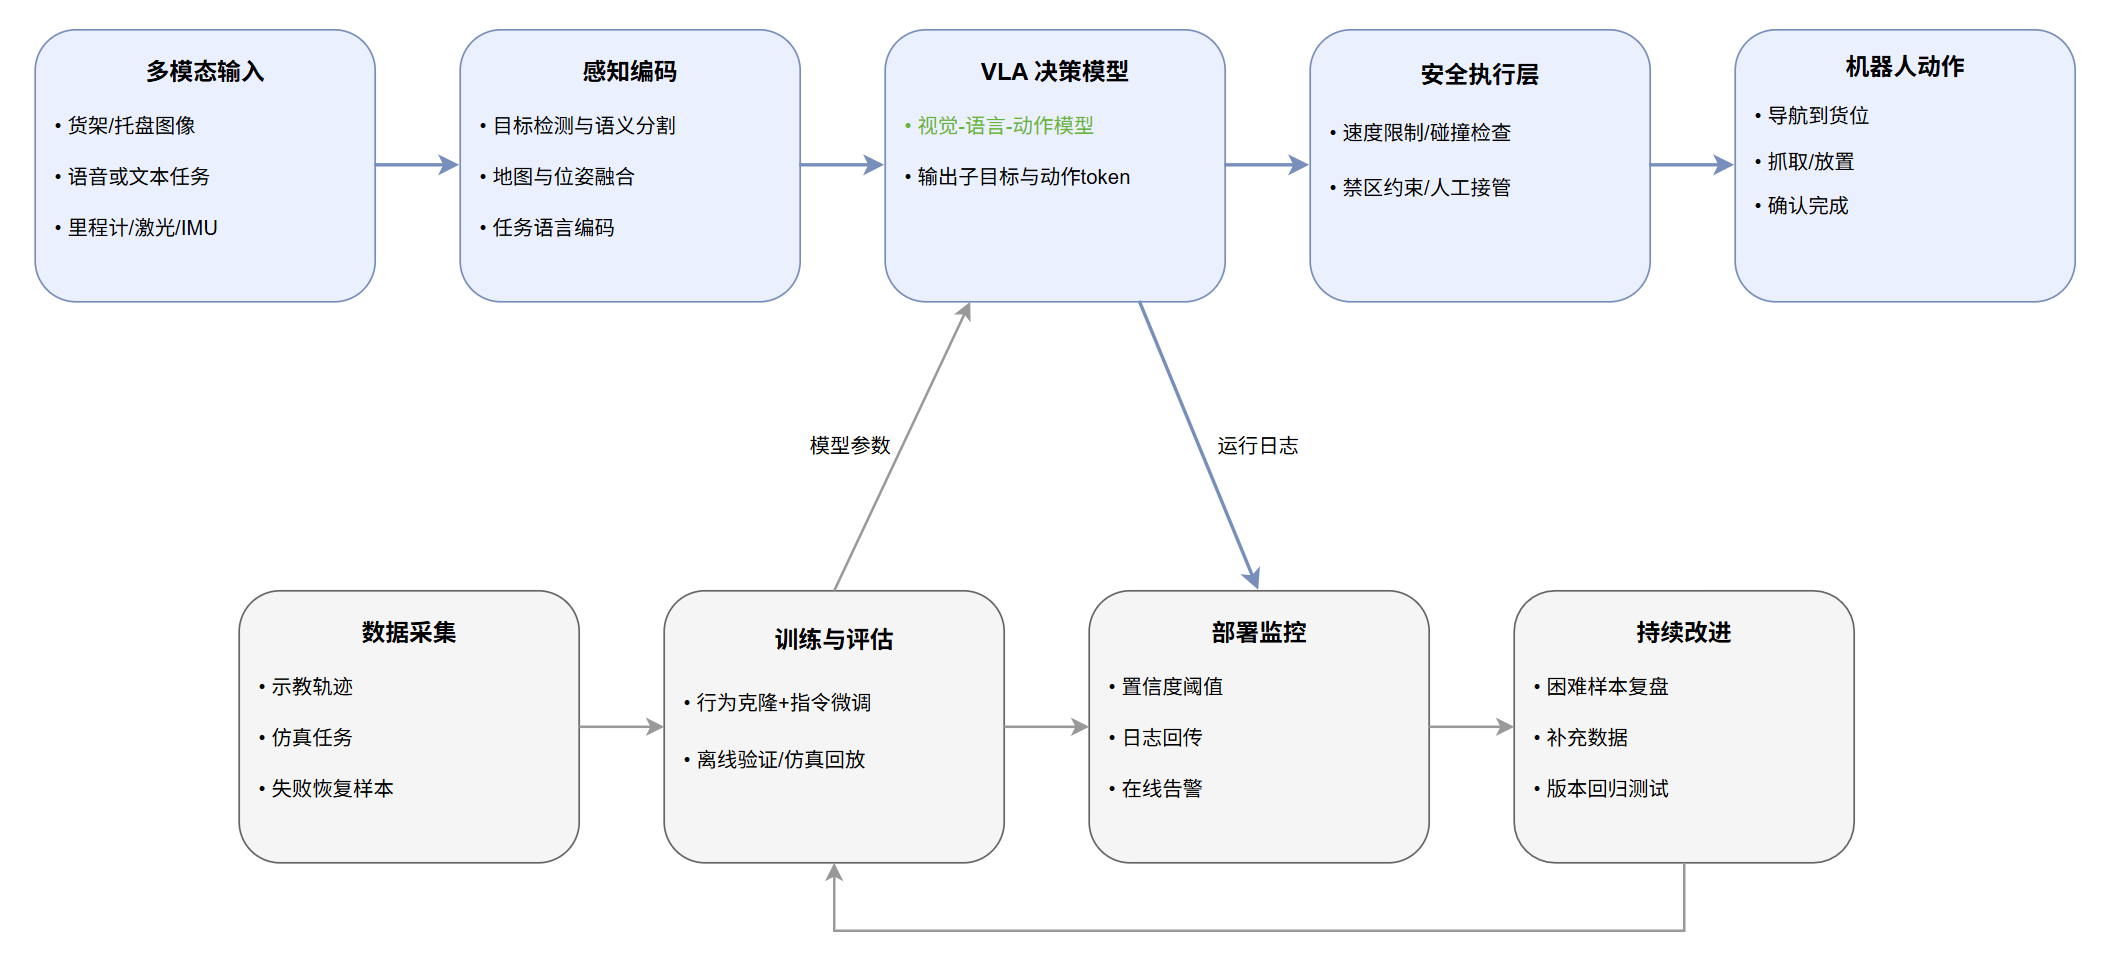 多模态输入
• 货架/托盘图像
• 语音或文本任务
• 里程计/激光/IMU
感知编码
• 目标检测与语义分割
• 地图与位姿融合
• 任务语言编码
VLA 决策模型
• 视觉-语言-动作模型
• 输出子目标与动作token
安全执行层
• 速度限制/碰撞检查
• 禁区约束/人工接管
机器人动作
• 导航到货位
• 抓取/放置
• 确认完成
模型参数
运行日志
数据采集
• 示教轨迹
• 仿真任务
• 失败恢复样本
训练与评估
• 行为克隆+指令微调
• 离线验证/仿真回放
部署监控
• 置信度阈值
• 日志回传
• 在线告警
持续改进
• 困难样本复盘
• 补充数据
• 版本回归测试